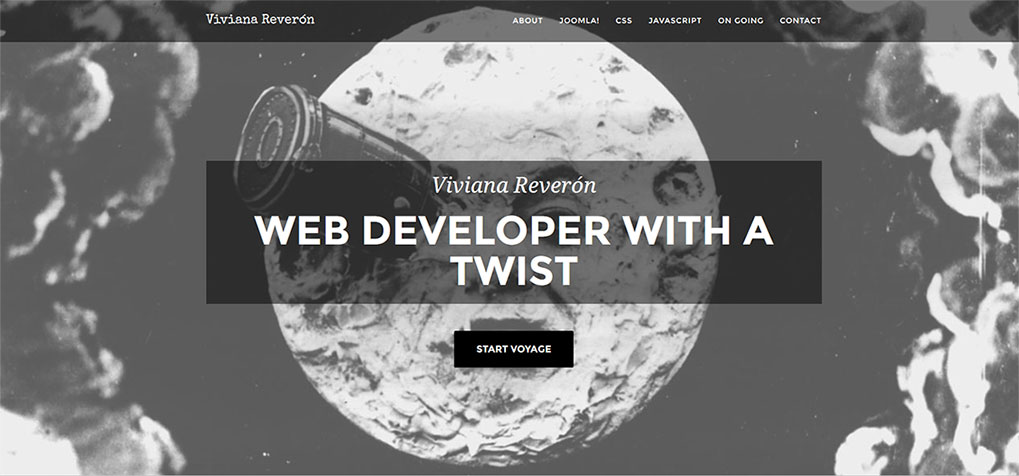 Viviana Reverón
ABOUT JOOMLA! CSS JAVASCRIPT ON GOING CONTACT
Viviana Reverón
WEB DEVELOPER WITH A
TWIST
START VOYAGE